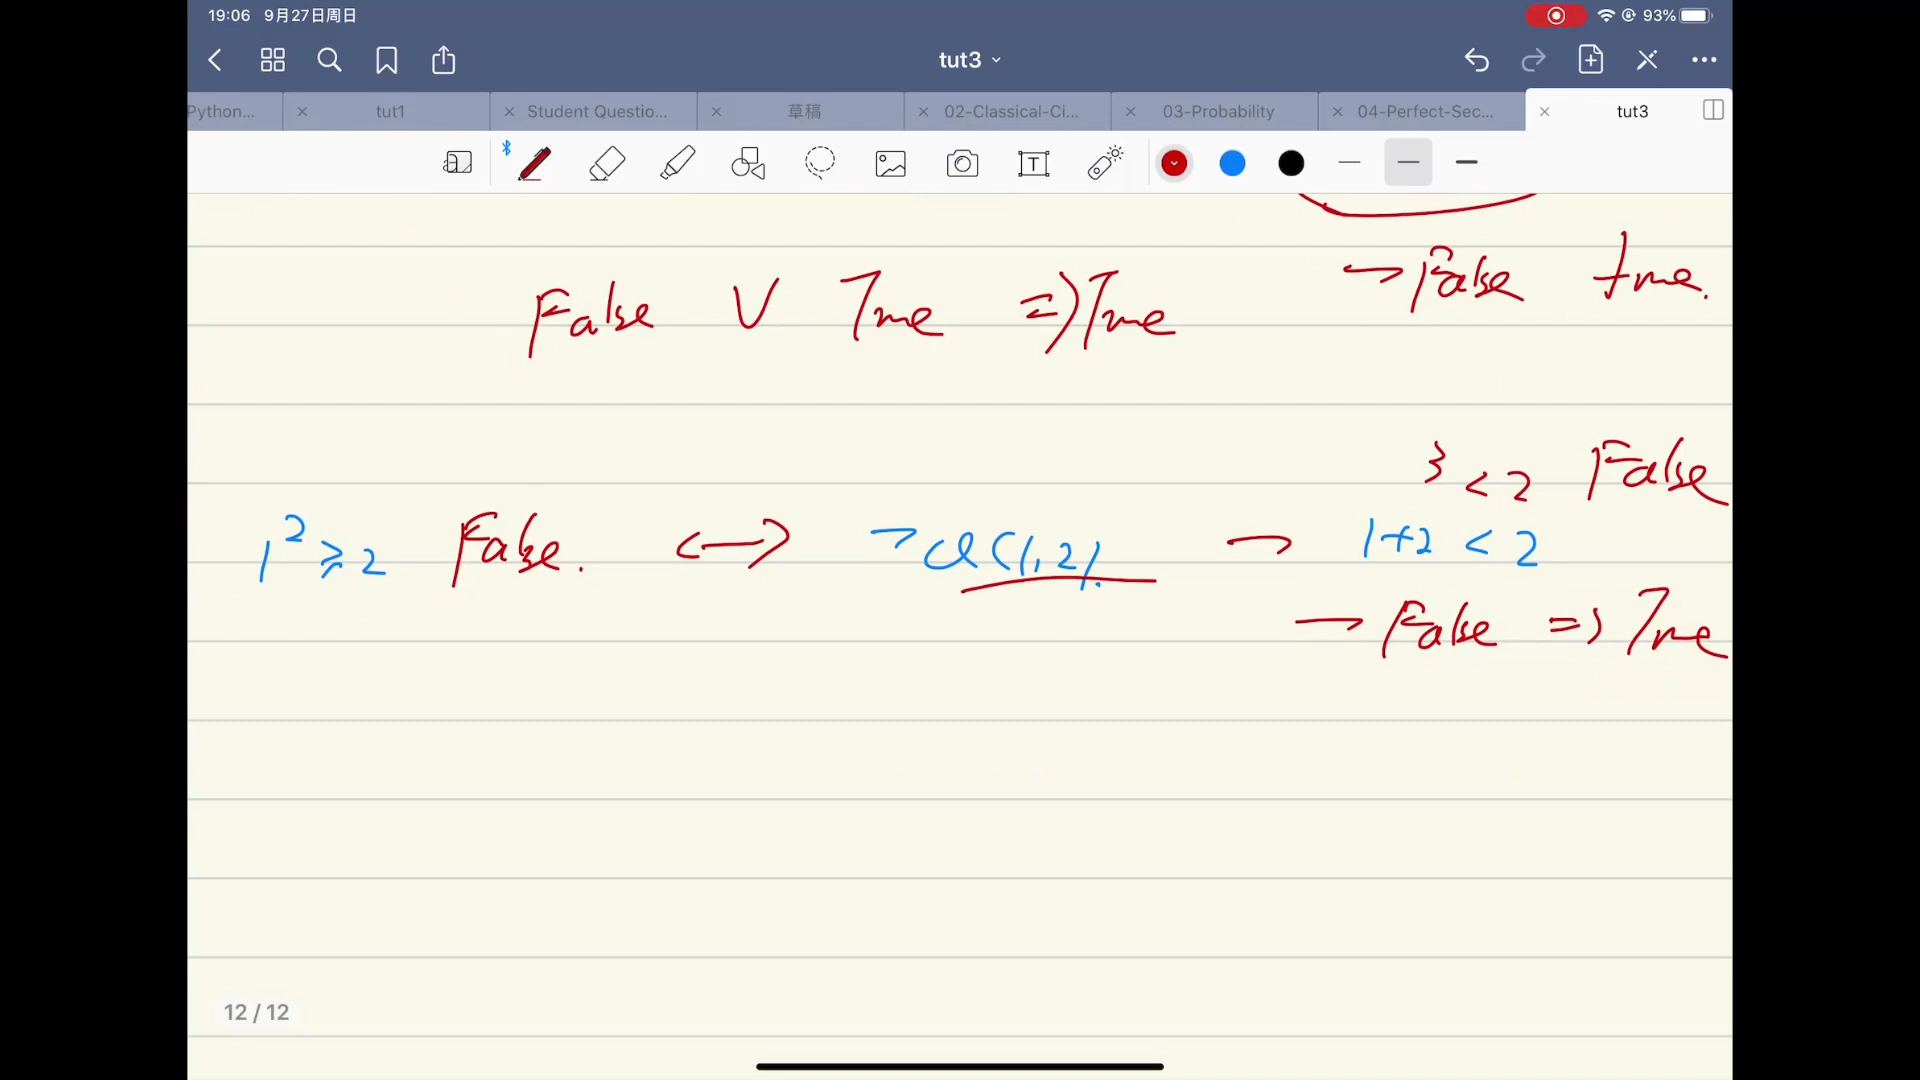 19:06 9月27日周日 93%
tut3
Python... tut1 Student Questio... 草稿 02-Classical-Ci... 03-Probability 04-Perfect-Sec... tut3
→ False true.
False ∨ True => True
3 < 2 False
1² ≥ 2 False. <-> ¬Q(1,2). → 1+2 < 2
→ False => True
12 / 12